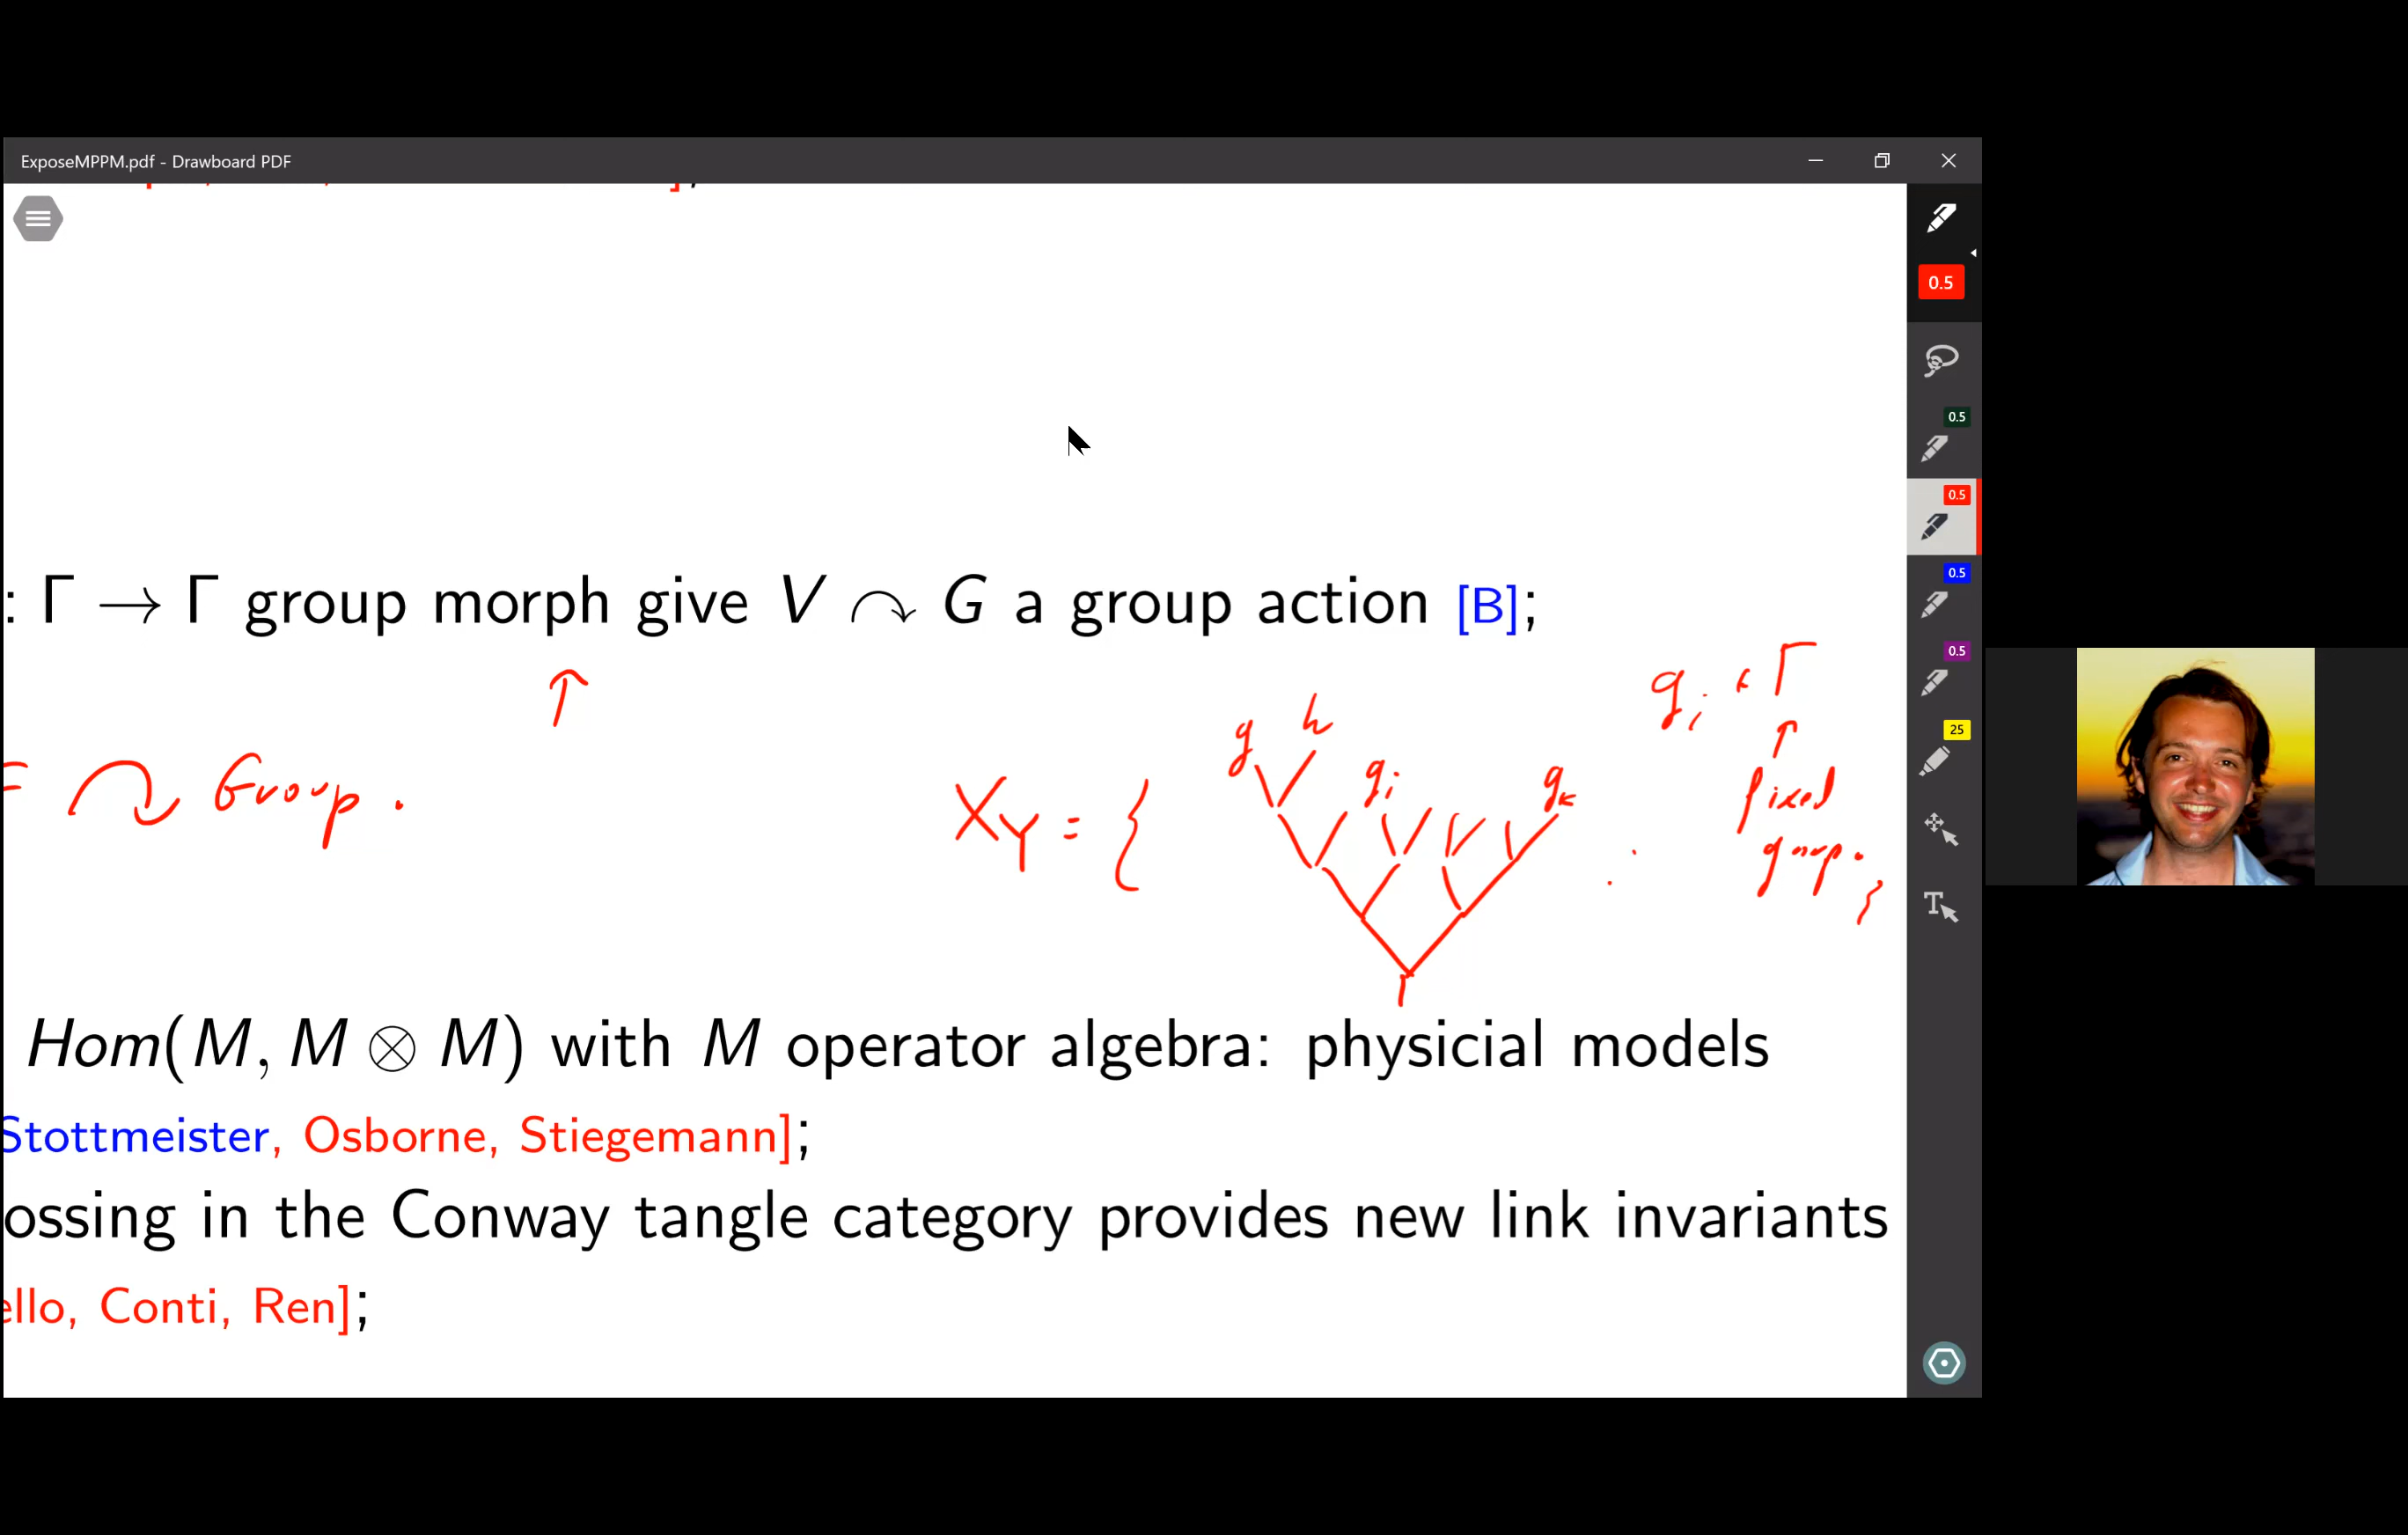 ExposeMPPM.pdf - Drawboard PDF
0.5
0.5
0.5
0.5
0.5
25
: Γ → Γ group morph give V ↷ G a group action [B];
↑
↷ Group.
X_Y = {
g h g_i g_k
g_i ∈ Γ
↑
fixed
group.
}
Hom(M, M ⊗ M) with M operator algebra: physicial models
Stottmeister, Osborne, Stiegemann];
ossing in the Conway tangle category provides new link invariants
ello, Conti, Ren];